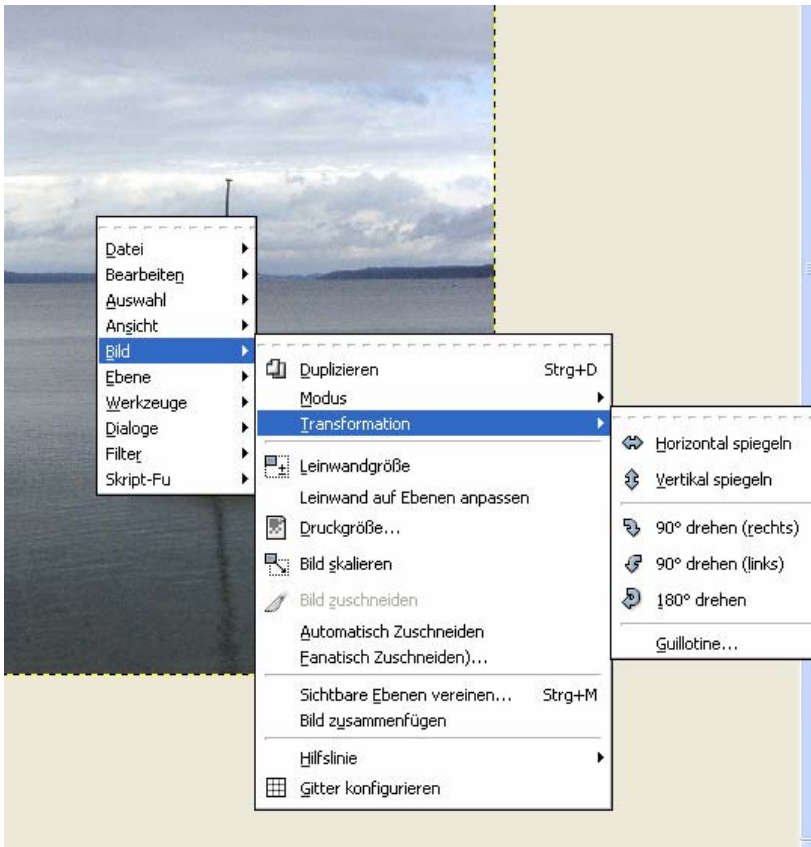 Datei
Bearbeiten
Auswahl
Ansicht
Bild
Ebene
Werkzeuge
Dialoge
Filter
Skript-Fu
Duplizieren Strg+D
Modus
Transformation
Leinwandgröße
Leinwand auf Ebenen anpassen
Druckgröße...
Bild skalieren
Bild zuschneiden
Automatisch Zuschneiden
Fanatisch Zuschneiden)...
Sichtbare Ebenen vereinen... Strg+M
Bild zusammenfügen
Hilfslinie
Gitter konfigurieren
Horizontal spiegeln
Vertikal spiegeln
90° drehen (rechts)
90° drehen (links)
180° drehen
Guillotine...